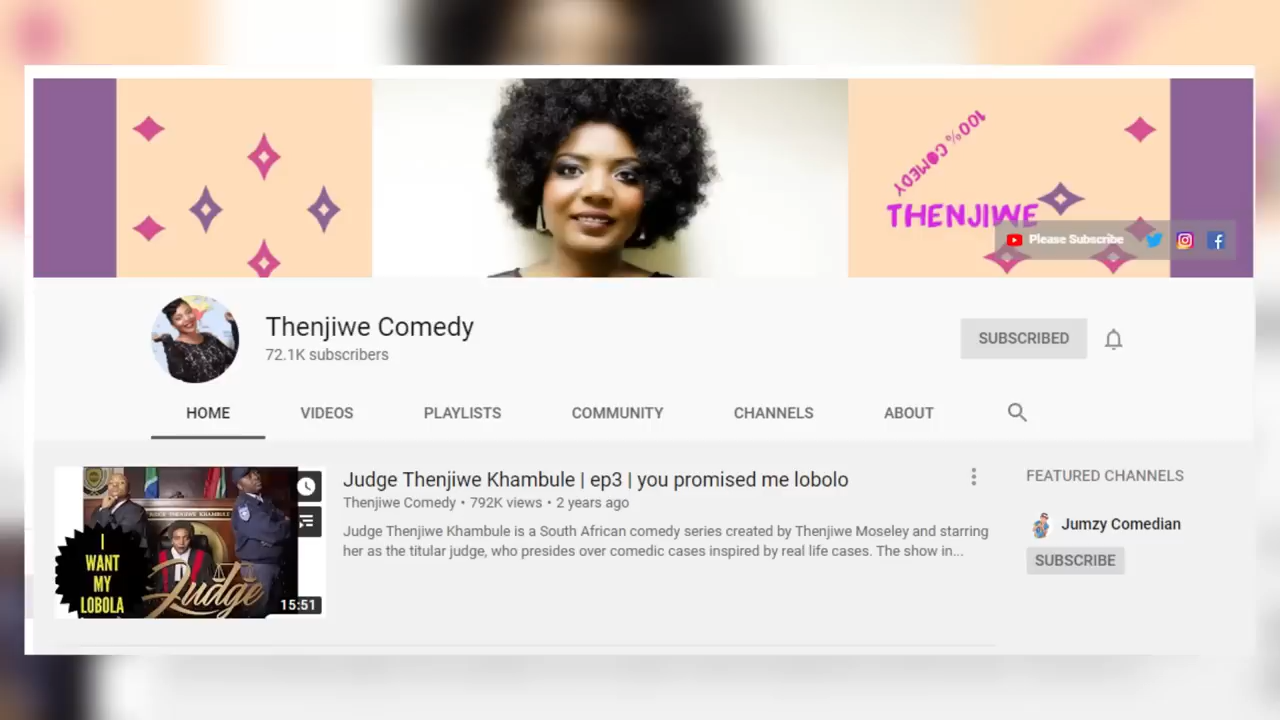 100% COMEDY
THENJIWE
Please Subscribe
Thenjiwe Comedy
72.1K subscribers
SUBSCRIBED
HOME VIDEOS PLAYLISTS COMMUNITY CHANNELS ABOUT
Judge Thenjiwe Khambule | ep3 | you promised me lobolo
Thenjiwe Comedy • 792K views • 2 years ago
Judge Thenjiwe Khambule is a South African comedy series created by Thenjiwe Moseley and starring
her as the titular judge, who presides over comedic cases inspired by real life cases. The show in...
JUDGE THENJIWE KHAMBULE
I
WANT
MY
LOBOLA
Judge
15:51
FEATURED CHANNELS
Jumzy Comedian
SUBSCRIBE